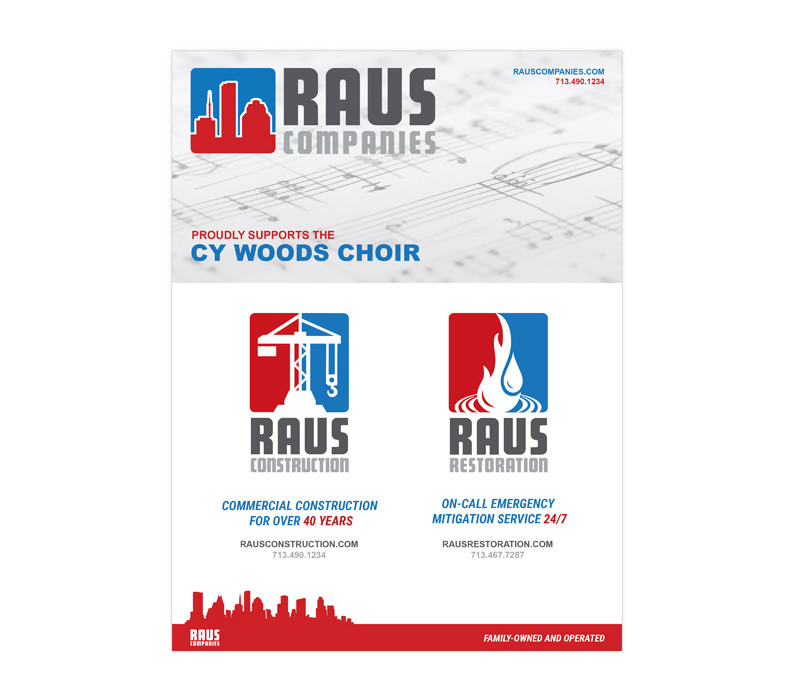 RAUS
COMPANIES
RAUSCOMPANIES.COM
713.490.1234
PROUDLY SUPPORTS THE
CY WOODS CHOIR
RAUS
CONSTRUCTION
COMMERCIAL CONSTRUCTION
FOR OVER 40 YEARS
RAUSCONSTRUCTION.COM
713.490.1234
RAUS
RESTORATION
ON-CALL EMERGENCY
MITIGATION SERVICE 24/7
RAUSRESTORATION.COM
713.467.7287
RAUS
COMPANIES
FAMILY-OWNED AND OPERATED